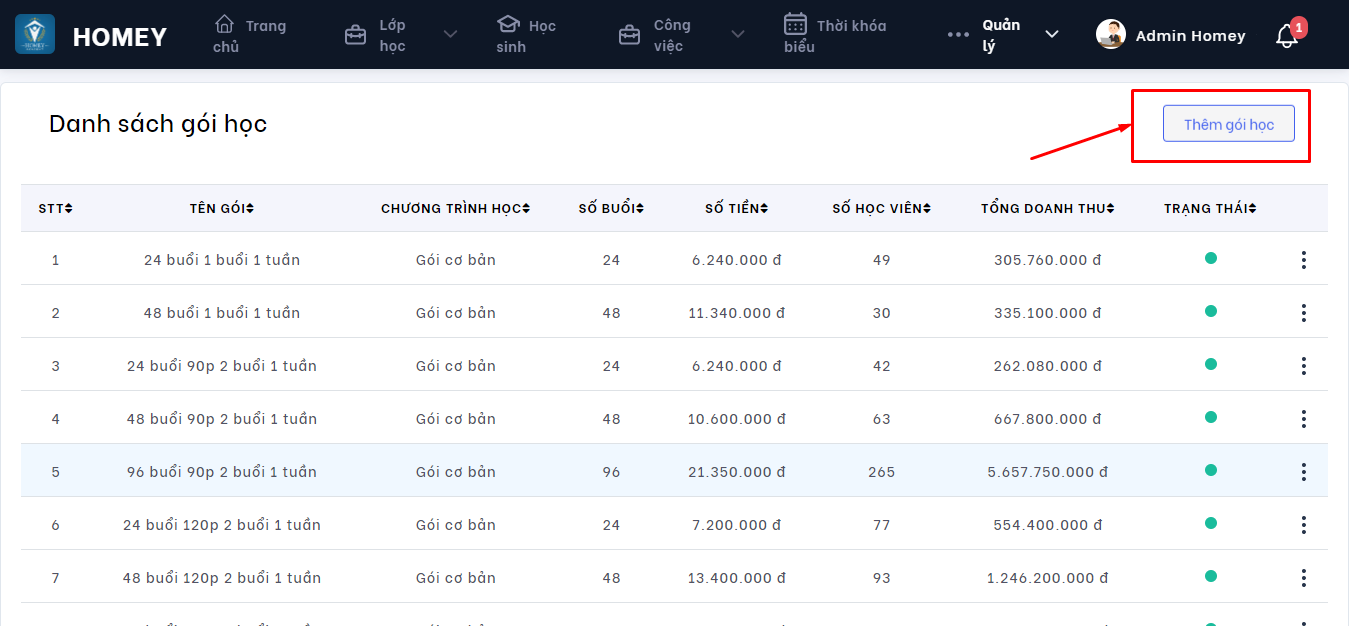 HOMEY
Trang chủ
Lớp học
Học sinh
Công việc
Thời khóa biểu
Quản lý
Admin Homey
1
Danh sách gói học
Thêm gói học
STT TÊN GÓI CHƯƠNG TRÌNH HỌC SỐ BUỔI SỐ TIỀN SỐ HỌC VIÊN TỔNG DOANH THU TRẠNG THÁI
1 24 buổi 1 buổi 1 tuần Gói cơ bản 24 6.240.000 đ 49 305.760.000 đ
2 48 buổi 1 buổi 1 tuần Gói cơ bản 48 11.340.000 đ 30 335.100.000 đ
3 24 buổi 90p 2 buổi 1 tuần Gói cơ bản 24 6.240.000 đ 42 262.080.000 đ
4 48 buổi 90p 2 buổi 1 tuần Gói cơ bản 48 10.600.000 đ 63 667.800.000 đ
5 96 buổi 90p 2 buổi 1 tuần Gói cơ bản 96 21.350.000 đ 265 5.657.750.000 đ
6 24 buổi 120p 2 buổi 1 tuần Gói cơ bản 24 7.200.000 đ 77 554.400.000 đ
7 48 buổi 120p 2 buổi 1 tuần Gói cơ bản 48 13.400.000 đ 93 1.246.200.000 đ